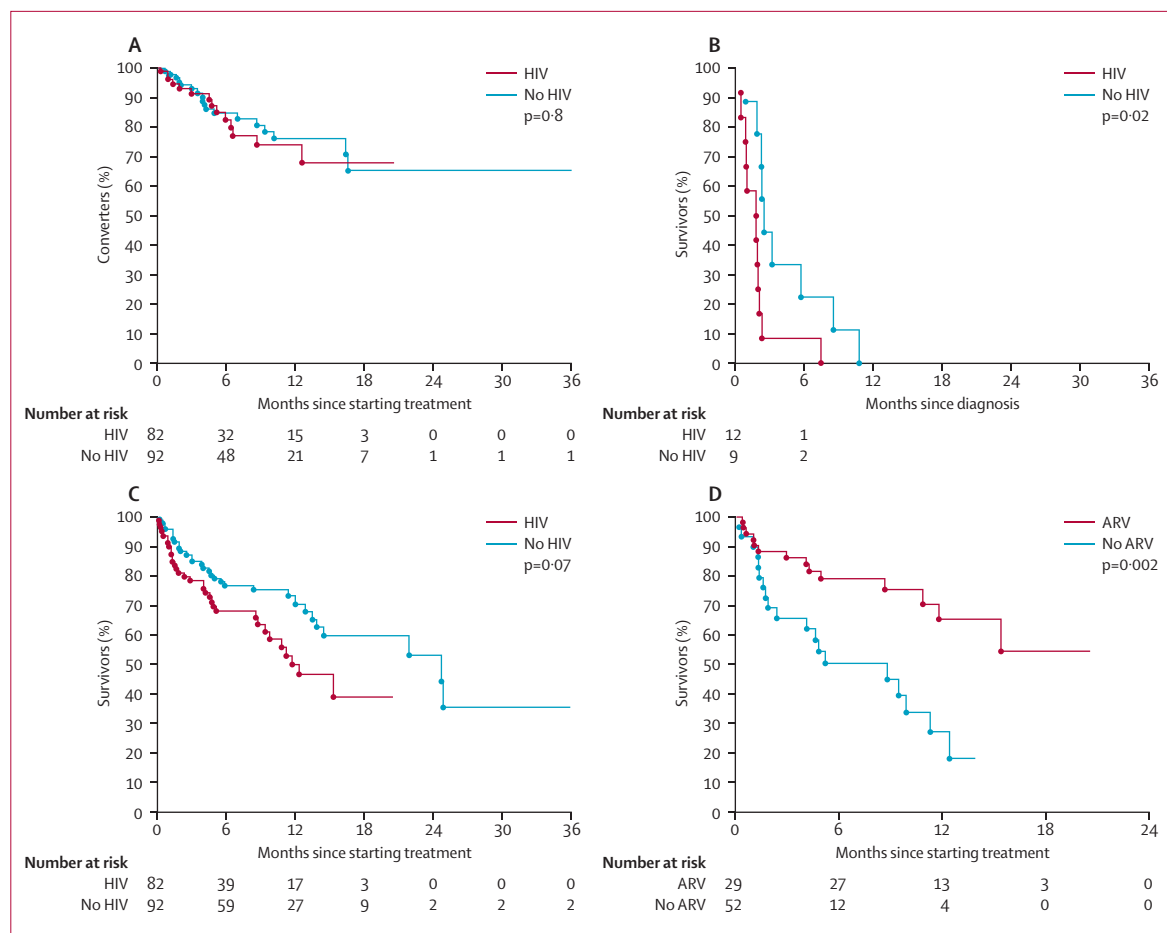 A
100
90
80
70
60
50
40
30
20
10
0
Converters (%)
HIV
No HIV
p=0·8
0 6 12 18 24 30 36
Months since starting treatment
Number at risk
HIV 82 32 15 3 0 0 0
No HIV 92 48 21 7 1 1 1
B
100
90
80
70
60
50
40
30
20
10
0
Survivors (%)
HIV
No HIV
p=0·02
0 6 12 18 24 30 36
Months since diagnosis
Number at risk
HIV 12 1
No HIV 9 2
C
100
90
80
70
60
50
40
30
20
10
0
Survivors (%)
HIV
No HIV
p=0·07
0 6 12 18 24 30 36
Months since starting treatment
Number at risk
HIV 82 39 17 3 0 0 0
No HIV 92 59 27 9 2 2 2
D
100
90
80
70
60
50
40
30
20
10
0
Survivors (%)
ARV
No ARV
p=0·002
0 6 12 18 24
Months since starting treatment
Number at risk
ARV 29 27 13 3 0
No ARV 52 12 4 0 0